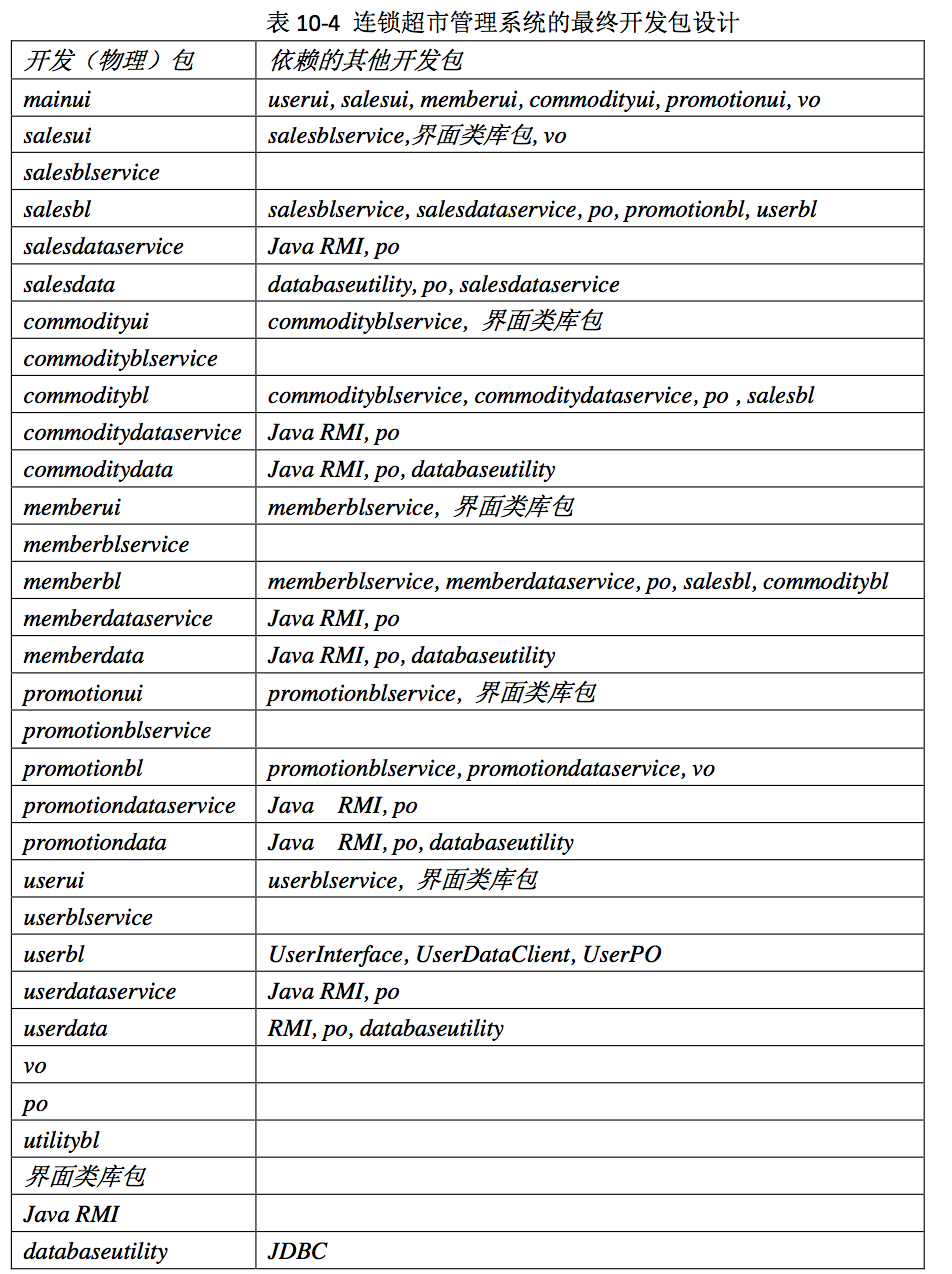 表 10-4 连锁超市管理系统的最终开发包设计
开发（物理）包 依赖的其他开发包
mainui userui, salesui, memberui, commodityui, promotionui, vo
salesui salesblservice,界面类库包, vo
salesblservice
salesbl salesblservice, salesdataservice, po, promotionbl, userbl
salesdataservice Java RMI, po
salesdata databaseutility, po, salesdataservice
commodityui commodityblservice, 界面类库包
commodityblservice
commoditybl commodityblservice, commoditydataservice, po , salesbl
commoditydataservice Java RMI, po
commoditydata Java RMI, po, databaseutility
memberui memberblservice, 界面类库包
memberblservice
memberbl memberblservice, memberdataservice, po, salesbl, commoditybl
memberdataservice Java RMI, po
memberdata Java RMI, po, databaseutility
promotionui promotionblservice, 界面类库包
promotionblservice
promotionbl promotionblservice, promotiondataservice, vo
promotiondataservice Java RMI, po
promotiondata Java RMI, po, databaseutility
userui userblservice, 界面类库包
userblservice
userbl UserInterface, UserDataClient, UserPO
userdataservice Java RMI, po
userdata RMI, po, databaseutility
vo
po
utilitybl
界面类库包
Java RMI
databaseutility JDBC